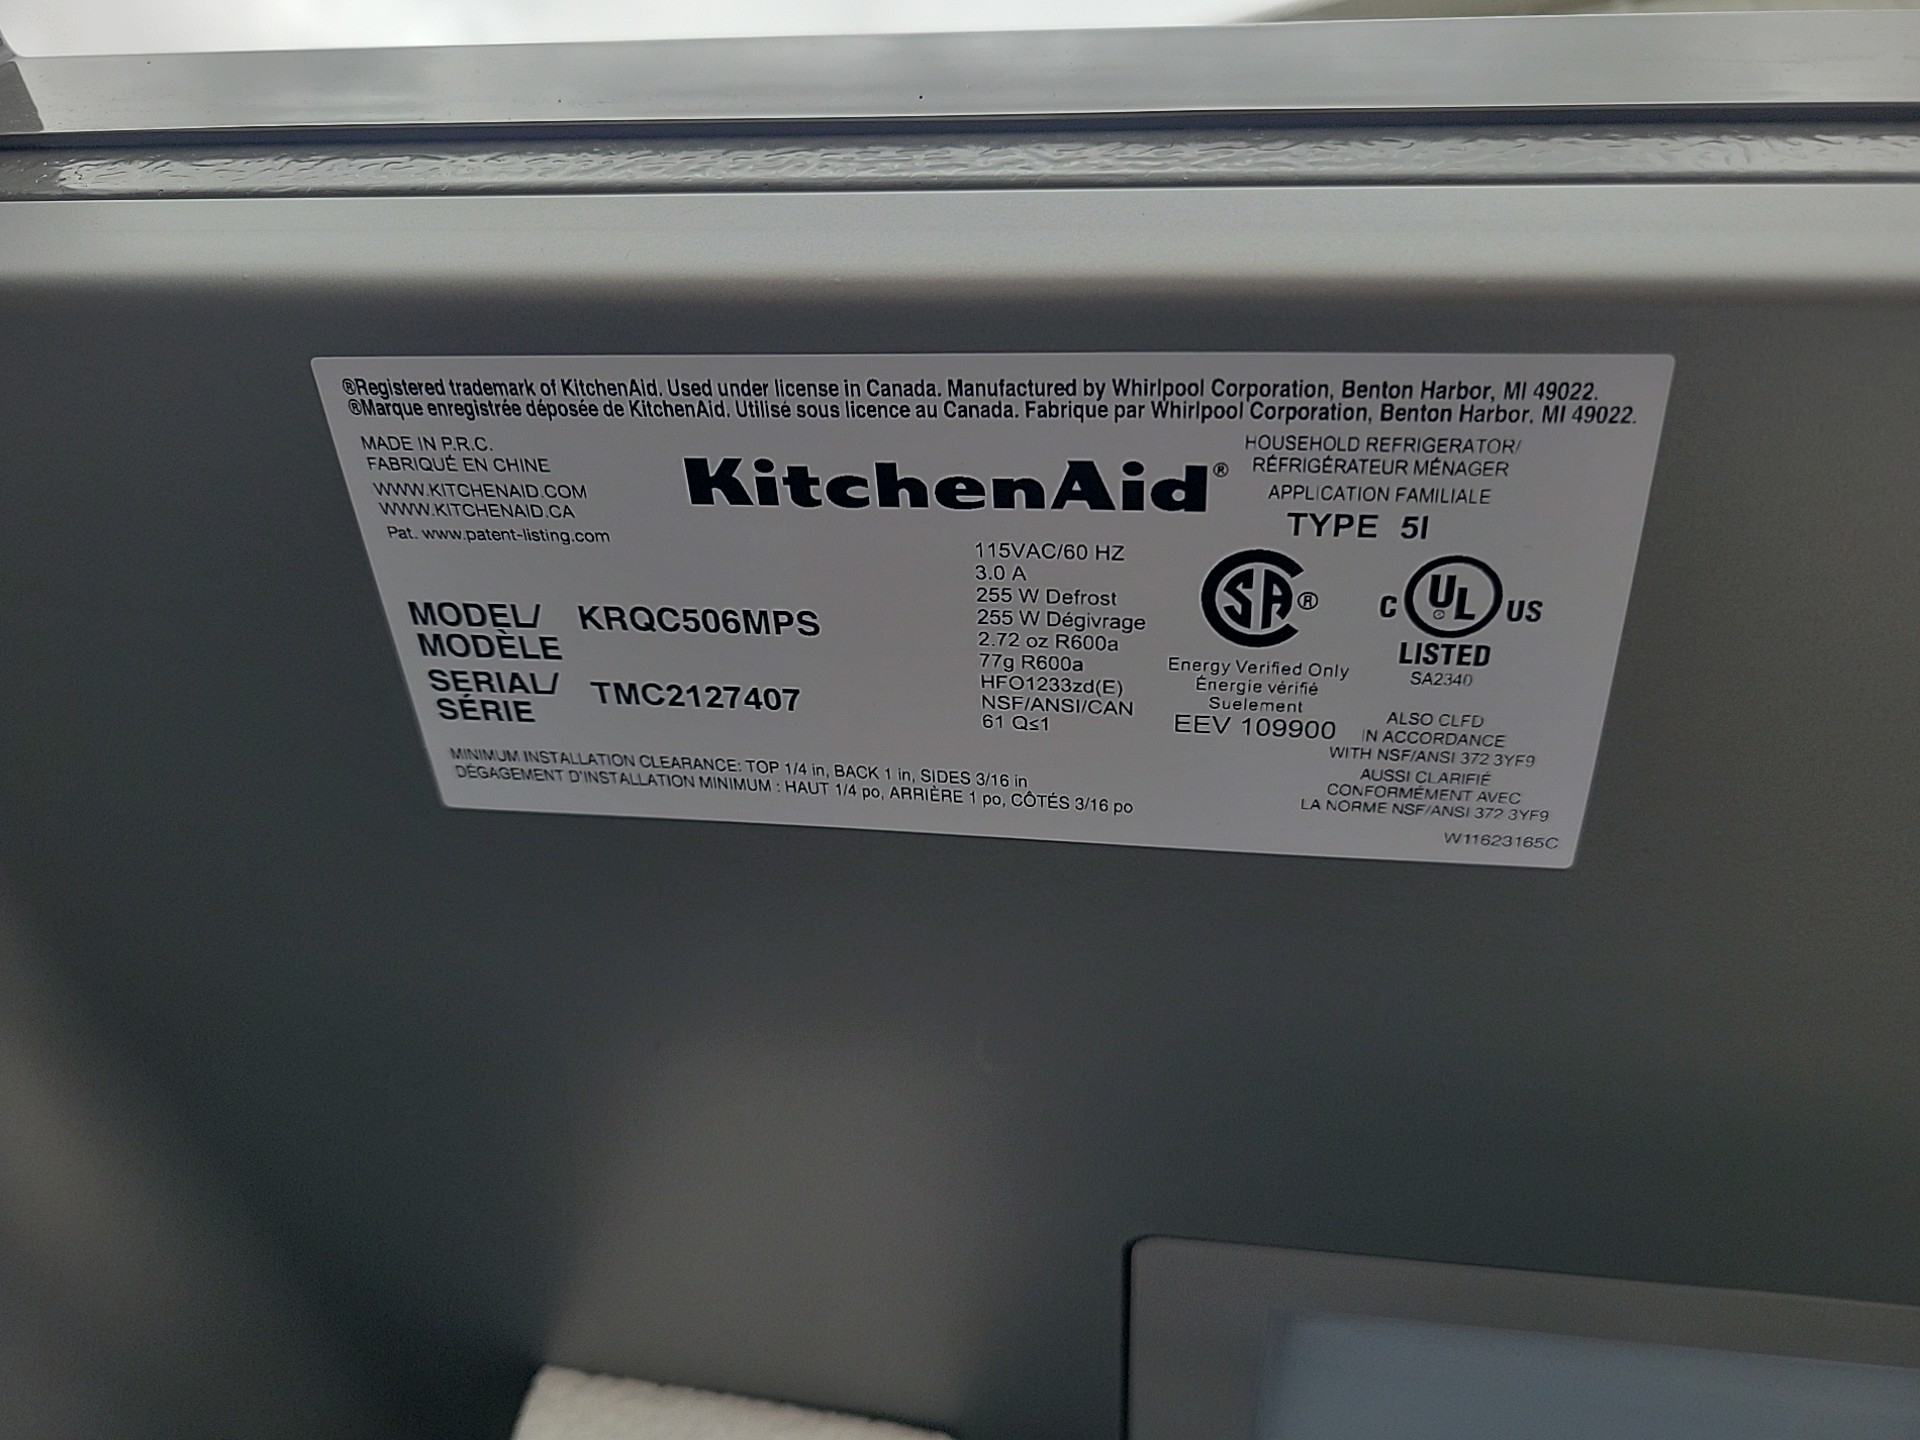 ®Registered trademark of KitchenAid. Used under license in Canada. Manufactured by Whirlpool Corporation, Benton Harbor, MI 49022.
®Marque enregistrée déposée de KitchenAid. Utilisé sous licence au Canada. Fabrique par Whirlpool Corporation, Benton Harbor, MI 49022.
MADE IN P.R.C.
FABRIQUÉ EN CHINE
WWW.KITCHENAID.COM
WWW.KITCHENAID.CA
Pat. www.patent-listing.com
KitchenAid®
HOUSEHOLD REFRIGERATOR/
RÉFRIGÉRATEUR MÉNAGER
APPLICATION FAMILIALE
TYPE 5I
MODEL/ KRQC506MPS
MODÈLE
SERIAL/ TMC2127407
SÉRIE
115VAC/60 HZ
3.0 A
255 W Defrost
255 W Dégivrage
2.72 oz R600a
77g R600a
HFO1233zd(E)
NSF/ANSI/CAN
61 Q≤1
SA®
Energy Verified Only
Énergie vérifié
Suelement
EEV 109900
C UL US
LISTED
SA2340
ALSO CLFD
IN ACCORDANCE
WITH NSF/ANSI 372 3YF9
AUSSI CLARIFIÉ
CONFORMÉMENT AVEC
LA NORME NSF/ANSI 372 3YF9
MINIMUM INSTALLATION CLEARANCE: TOP 1/4 in, BACK 1 in, SIDES 3/16 in
DÉGAGEMENT D'INSTALLATION MINIMUM : HAUT 1/4 po, ARRIÈRE 1 po, CÔTÉS 3/16 po
W11623165C